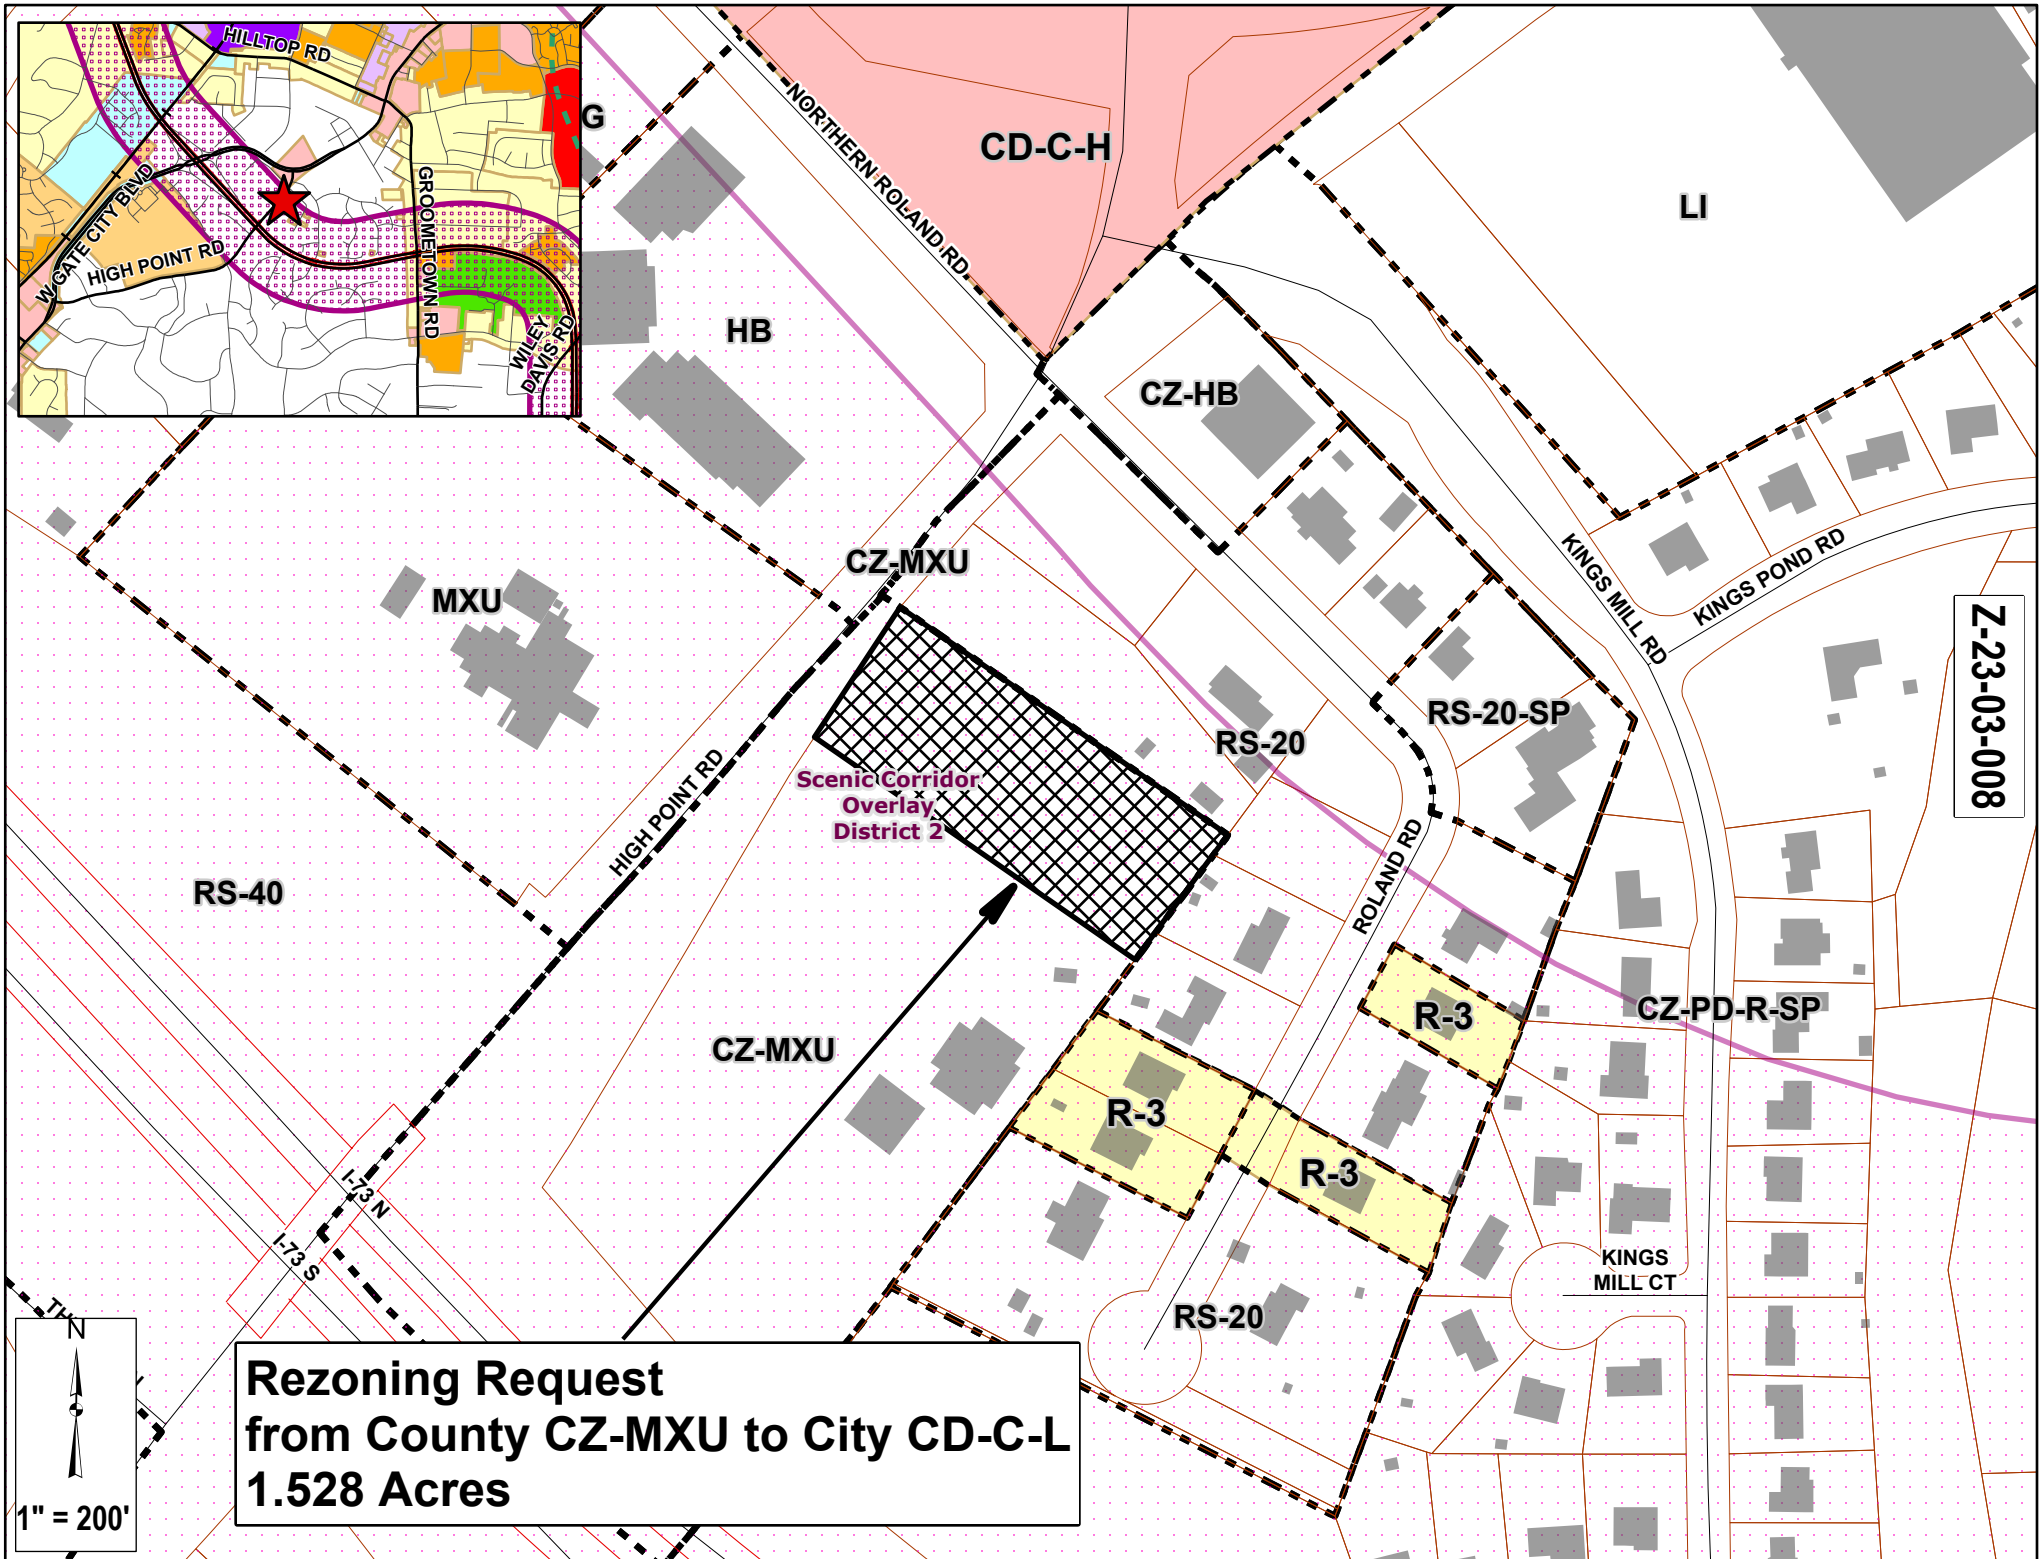 HILLTOP RD
W GATE CITY BLVD
HIGH POINT RD
GROOMETOWN RD
WILEY
DAVIS RD
G
NORTHERN ROLAND RD
CD-C-H
LI
HB
CZ-HB
CZ-MXU
MXU
KINGS MILL RD
KINGS POND RD
Z-23-03-008
RS-20-SP
RS-20
Scenic Corridor
Overlay
District 2
HIGH POINT RD
ROLAND RD
RS-40
R-3
CZ-PD-R-SP
CZ-MXU
R-3
R-3
I-73 N
I-73 S
KINGS
MILL CT
RS-20
N
1" = 200'
Rezoning Request
from County CZ-MXU to City CD-C-L
1.528 Acres